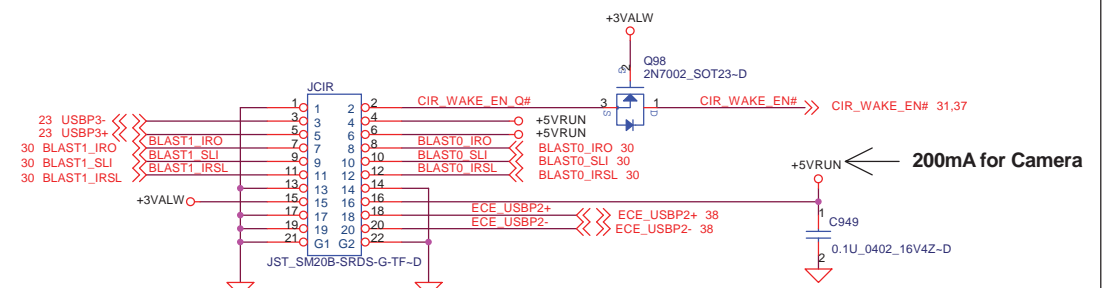 +3VALW
Q98
2N7002_SOT23~D
2
G
JCIR
1 1 2 2 CIR_WAKE_EN_Q# 3 S D 1 CIR_WAKE_EN# CIR_WAKE_EN# 31,37
23 USBP3- 3 3 4 4 +5VRUN
23 USBP3+ 5 5 6 6 +5VRUN
30 BLAST1_IRO BLAST1_IRO 7 7 8 8 BLAST0_IRO BLAST0_IRO 30
30 BLAST1_SLI BLAST1_SLI 9 9 10 10 BLAST0_SLI BLAST0_SLI 30
30 BLAST1_IRSL BLAST1_IRSL 11 11 12 12 BLAST0_IRSL BLAST0_IRSL 30
+5VRUN 200mA for Camera
13 13 14 14
+3VALW 15 15 16 16
17 17 18 18 ECE_USBP2+ ECE_USBP2+ 38
19 19 20 20 ECE_USBP2- ECE_USBP2- 38
21 G1 G2 22
JST_SM20B-SRDS-G-TF~D
1
C949
0.1U_0402_16V4Z~D
2